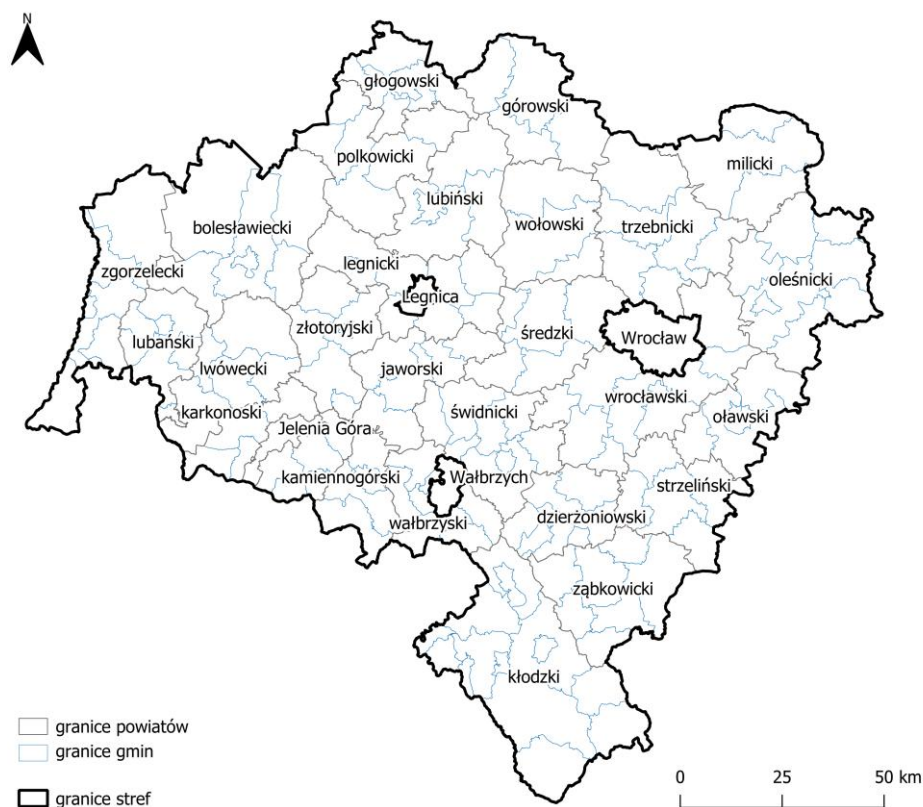 N
głogowski
górowski
polkowicki
milicki
lubiński
bolesławiecki
wołowski
trzebnicki
legnicki
zgorzelecki
oleśnicki
Legnica
złotoryjski
średzki
Wrocław
lubański
lwówecki
jaworski
wrocławski
karkonoski
świdnicki
oławski
Jelenia Góra
kamiennogórski
Wałbrzych
strzeliński
wałbrzyski
dzierżoniowski
ząbkowicki
kłodzki
granice powiatów
granice gmin
granice stref
0 25 50 km